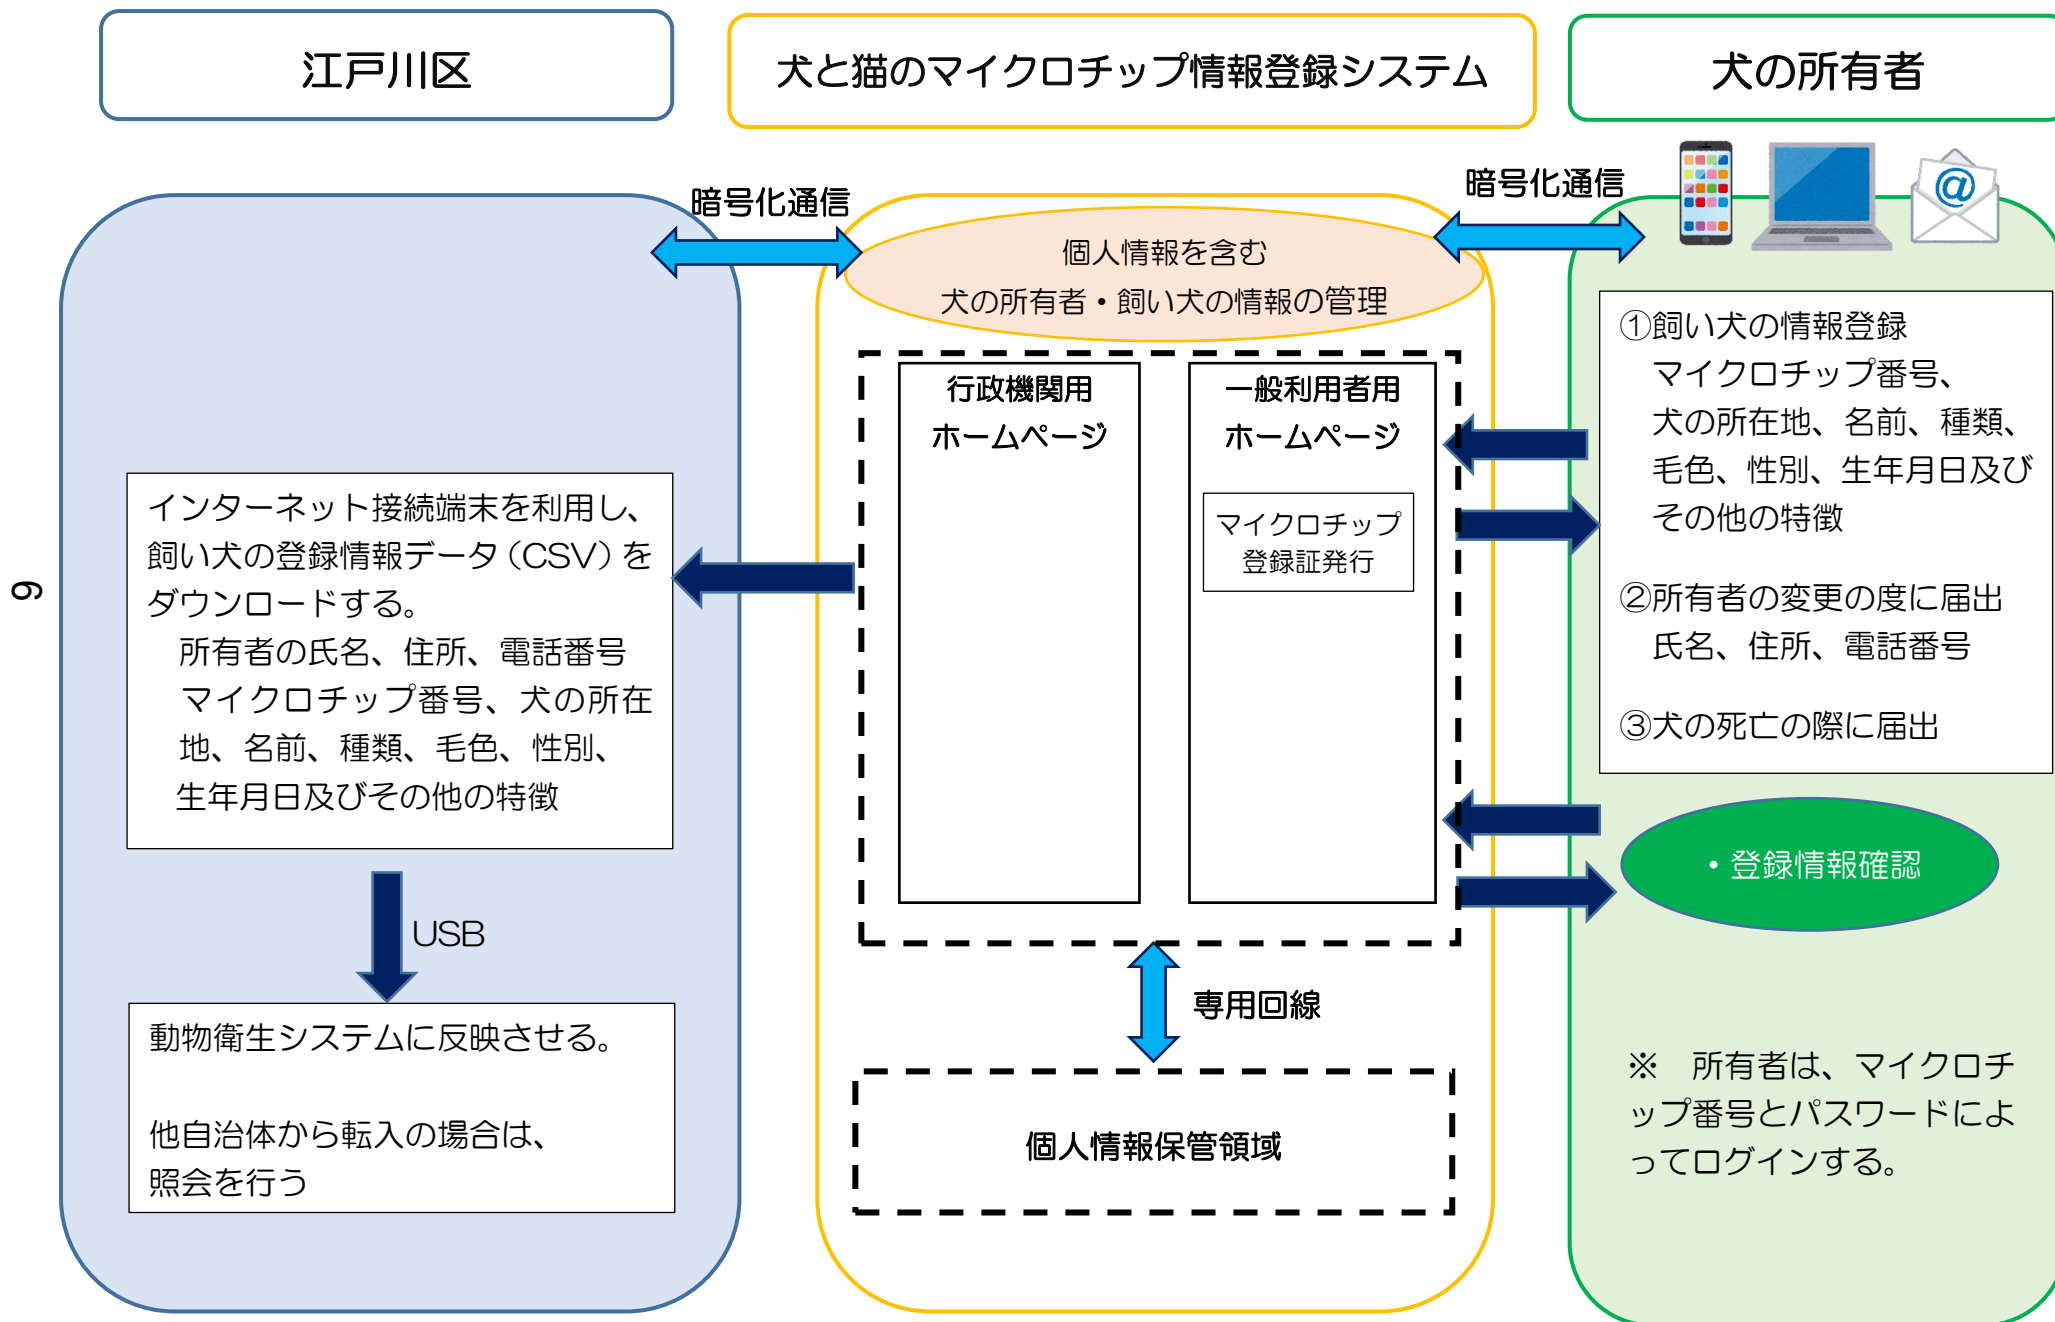 江戸川区
犬と猫のマイクロチップ情報登録システム
犬の所有者
暗号化通信
暗号化通信
個人情報を含む
犬の所有者・飼い犬の情報の管理
インターネット接続端末を利用し、
飼い犬の登録情報データ(CSV)を
ダウンロードする。
所有者の氏名、住所、電話番号
マイクロチップ番号、犬の所在
地、名前、種類、毛色、性別、
生年月日及びその他の特徴
USB
動物衛生システムに反映させる。
他自治体から転入の場合は、
照会を行う
行政機関用
ホームページ
一般利用者用
ホームページ
マイクロチップ
登録証発行
専用回線
個人情報保管領域
@
①飼い犬の情報登録
マイクロチップ番号、
犬の所在地、名前、種類、
毛色、性別、生年月日及び
その他の特徴
②所有者の変更の度に届出
氏名、住所、電話番号
③犬の死亡の際に届出
・登録情報確認
※　所有者は、マイクロチ
ップ番号とパスワードによ
ってログインする。